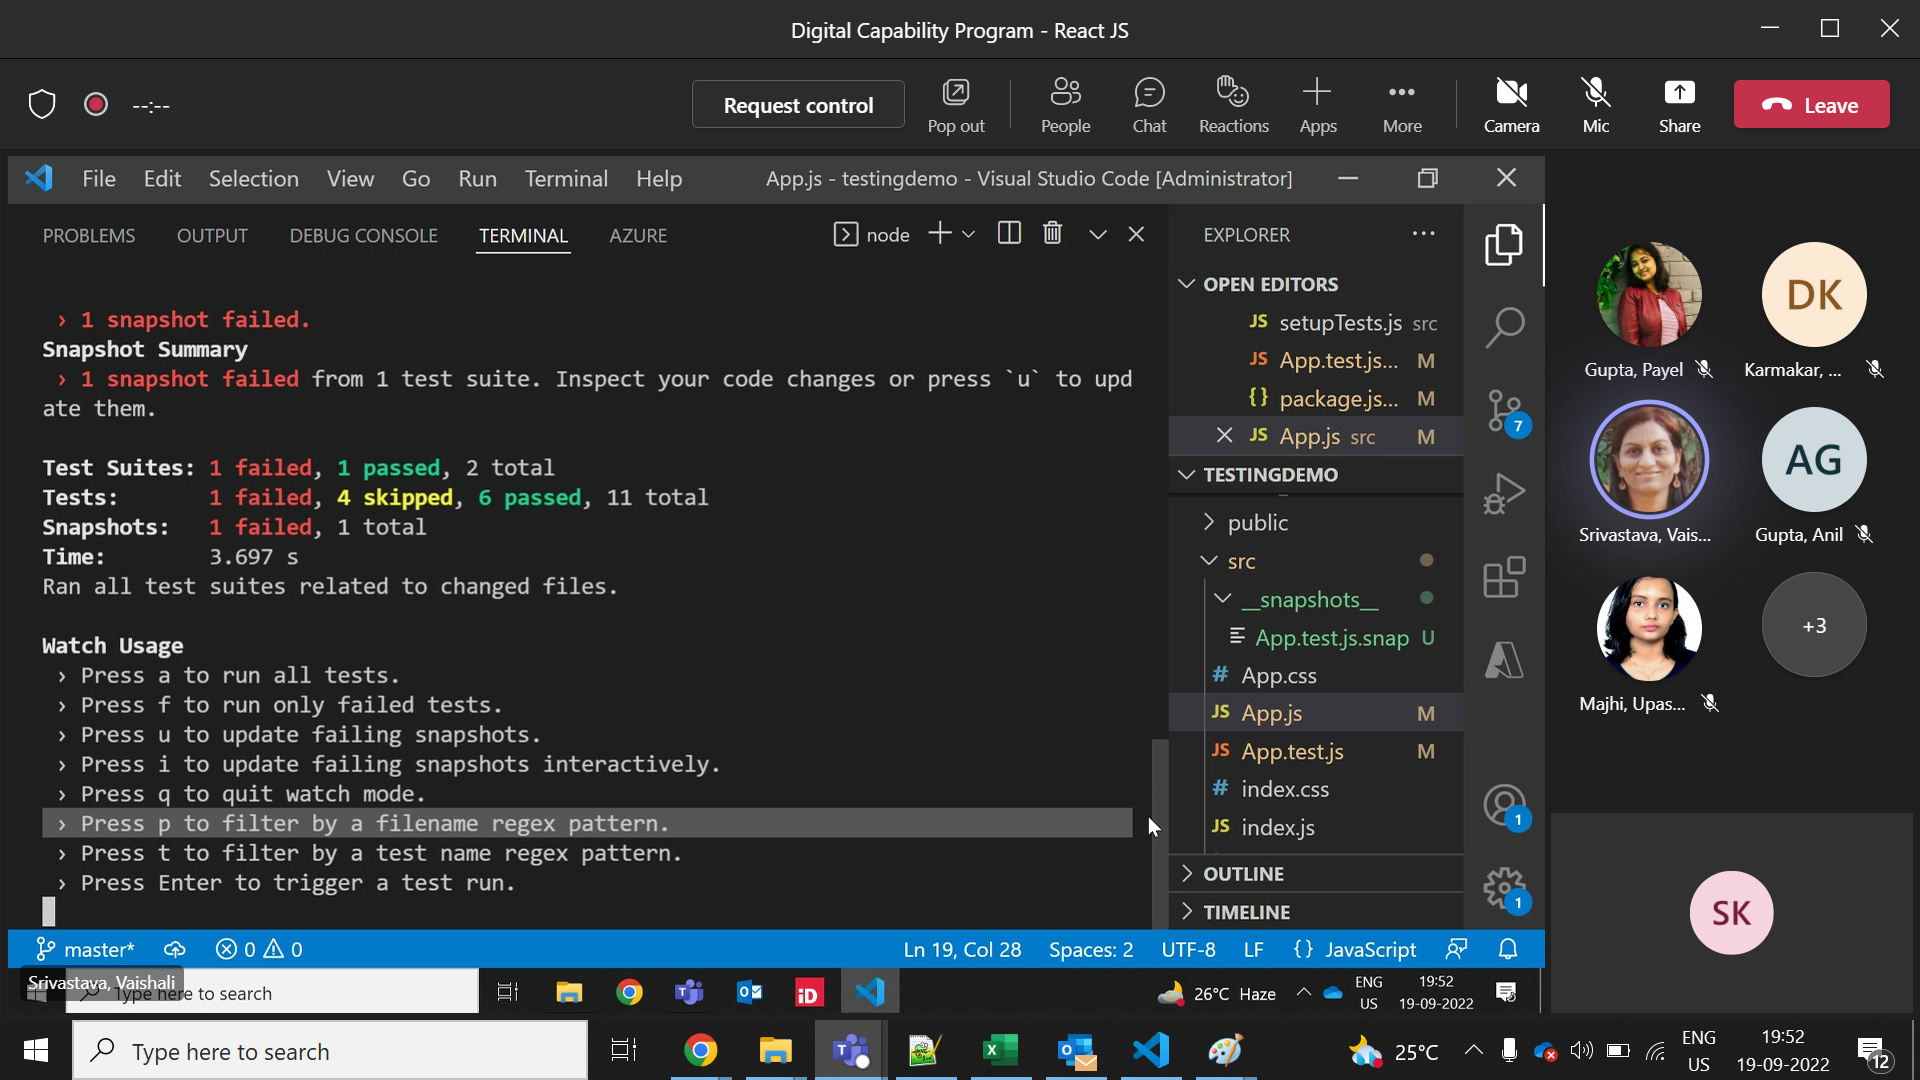 Digital Capability Program - React JS
--:--
Request control
Pop out
People
Chat
Reactions
Apps
More
Camera
Mic
Share
Leave
File Edit Selection View Go Run Terminal Help
App.js - testingdemo - Visual Studio Code [Administrator]
PROBLEMS OUTPUT DEBUG CONSOLE TERMINAL AZURE
node
› 1 snapshot failed.
Snapshot Summary
› 1 snapshot failed from 1 test suite. Inspect your code changes or press `u` to upd
ate them.
Test Suites: 1 failed, 1 passed, 2 total
Tests: 1 failed, 4 skipped, 6 passed, 11 total
Snapshots: 1 failed, 1 total
Time: 3.697 s
Ran all test suites related to changed files.
Watch Usage
› Press a to run all tests.
› Press f to run only failed tests.
› Press u to update failing snapshots.
› Press i to update failing snapshots interactively.
› Press q to quit watch mode.
› Press p to filter by a filename regex pattern.
› Press t to filter by a test name regex pattern.
› Press Enter to trigger a test run.
EXPLORER
OPEN EDITORS
JS setupTests.js src
JS App.test.js... M
{} package.js... M
JS App.js src M
TESTINGDEMO
public
src
__snapshots__
App.test.js.snap U
# App.css
JS App.js M
JS App.test.js M
# index.css
JS index.js
OUTLINE
TIMELINE
7
1
1
master* 0 0
Ln 19, Col 28 Spaces: 2 UTF-8 LF {} JavaScript
Srivastava, Vaishali
Type here to search
iD
26°C Haze
ENG
US
19:52
19-09-2022
Gupta, Payel
DK
Karmakar, ...
Srivastava, Vais...
AG
Gupta, Anil
Majhi, Upas...
+3
SK
Type here to search
25°C
ENG
US
19:52
19-09-2022
12